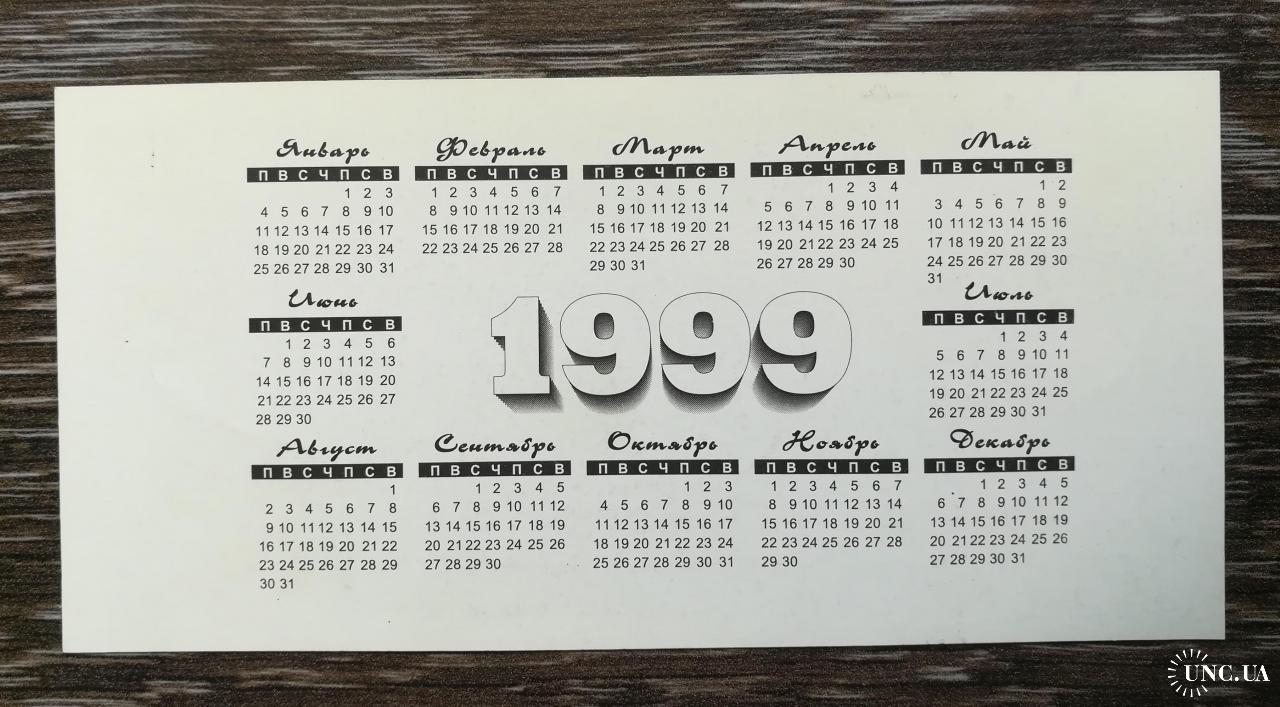 Январь
П В С Ч П С В
1 2 3
4 5 6 7 8 9 10
11 12 13 14 15 16 17
18 19 20 21 22 23 24
25 26 27 28 29 30 31
Февраль
П В С Ч П С В
1 2 3 4 5 6 7
8 9 10 11 12 13 14
15 16 17 18 19 20 21
22 23 24 25 26 27 28
Март
П В С Ч П С В
1 2 3 4 5 6 7
8 9 10 11 12 13 14
15 16 17 18 19 20 21
22 23 24 25 26 27 28
29 30 31
Апрель
П В С Ч П С В
1 2 3 4
5 6 7 8 9 10 11
12 13 14 15 16 17 18
19 20 21 22 23 24 25
26 27 28 29 30
Май
П В С Ч П С В
1 2
3 4 5 6 7 8 9
10 11 12 13 14 15 16
17 18 19 20 21 22 23
24 25 26 27 28 29 30
31
Июнь
П В С Ч П С В
1 2 3 4 5 6
7 8 9 10 11 12 13
14 15 16 17 18 19 20
21 22 23 24 25 26 27
28 29 30
1999
Июль
П В С Ч П С В
1 2 3 4
5 6 7 8 9 10 11
12 13 14 15 16 17 18
19 20 21 22 23 24 25
26 27 28 29 30 31
Август
П В С Ч П С В
1
2 3 4 5 6 7 8
9 10 11 12 13 14 15
16 17 18 19 20 21 22
23 24 25 26 27 28 29
30 31
Сентябрь
П В С Ч П С В
1 2 3 4 5
6 7 8 9 10 11 12
13 14 15 16 17 18 19
20 21 22 23 24 25 26
27 28 29 30
Октябрь
П В С Ч П С В
1 2 3
4 5 6 7 8 9 10
11 12 13 14 15 16 17
18 19 20 21 22 23 24
25 26 27 28 29 30 31
Ноябрь
П В С Ч П С В
1 2 3 4 5 6 7
8 9 10 11 12 13 14
15 16 17 18 19 20 21
22 23 24 25 26 27 28
29 30
Декабрь
П В С Ч П С В
1 2 3 4 5
6 7 8 9 10 11 12
13 14 15 16 17 18 19
20 21 22 23 24 25 26
27 28 29 30 31
UNC.UA